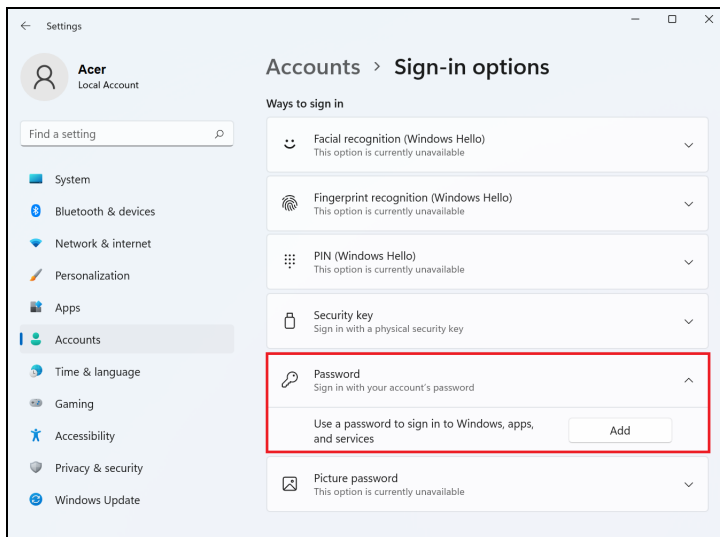 Settings
Acer
Local Account
Find a setting
System
Bluetooth & devices
Network & internet
Personalization
Apps
Accounts
Time & language
Gaming
Accessibility
Privacy & security
Windows Update
Accounts > Sign-in options
Ways to sign in
Facial recognition (Windows Hello)
This option is currently unavailable
Fingerprint recognition (Windows Hello)
This option is currently unavailable
PIN (Windows Hello)
This option is currently unavailable
Security key
Sign in with a physical security key
Password
Sign in with your account's password
Use a password to sign in to Windows, apps,
and services
Add
Picture password
This option is currently unavailable